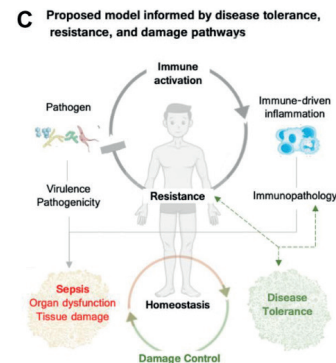 C Proposed model informed by disease tolerance,
resistance, and damage pathways
Immune
activation
Pathogen
Immune-driven
inflammation
Virulence
Pathogenicity
Resistance
Immunopathology
Sepsis
Organ dysfunction
Tissue damage
Homeostasis
Disease
Tolerance
Damage Control